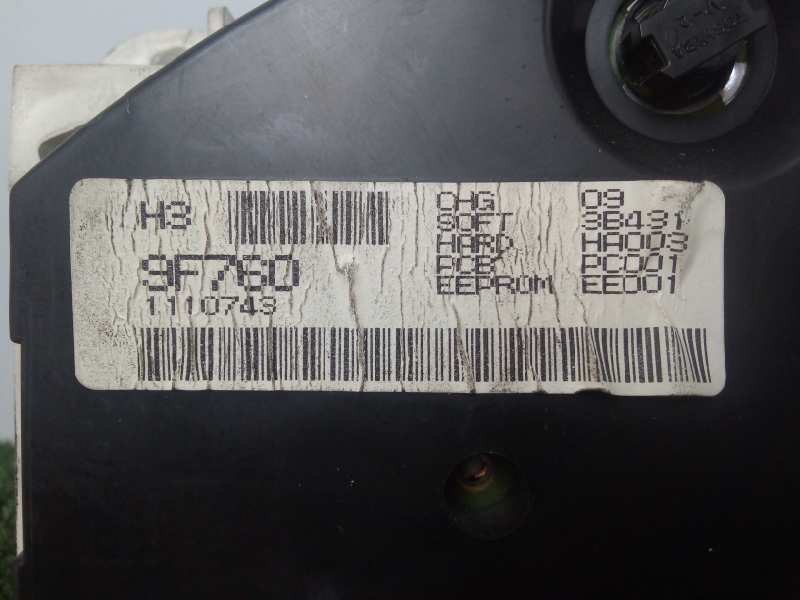 H3
9F760
1110743
CHG 09
SOFT 3B431
HARD HA003
PCB PC001
EEPROM EE001